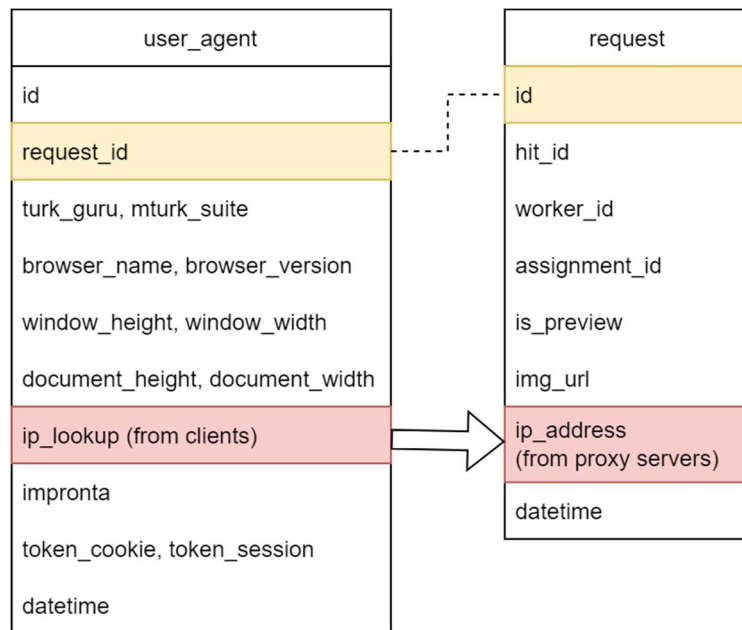 user_agent
id
request_id
turk_guru, mturk_suite
browser_name, browser_version
window_height, window_width
document_height, document_width
ip_lookup (from clients)
impronta
token_cookie, token_session
datetime
request
id
hit_id
worker_id
assignment_id
is_preview
img_url
ip_address
(from proxy servers)
datetime